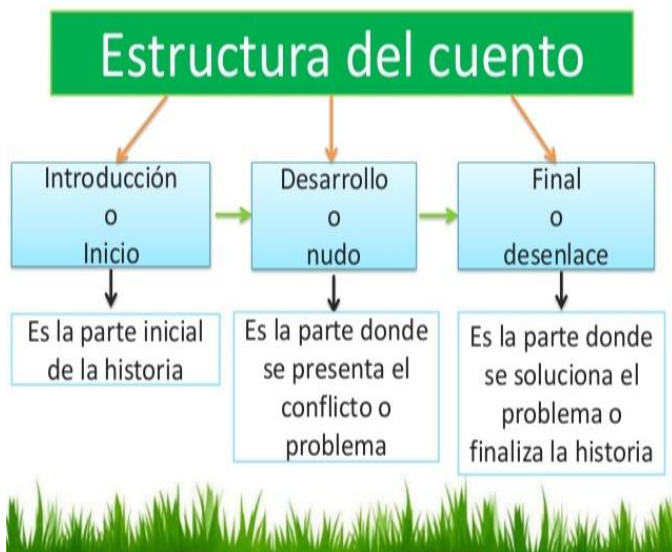 Estructura del cuento
Introducción
o
Inicio
Desarrollo
o
nudo
Final
o
desenlace
Es la parte inicial
de la historia
Es la parte donde
se presenta el
conflicto o
problema
Es la parte donde
se soluciona el
problema o
finaliza la historia